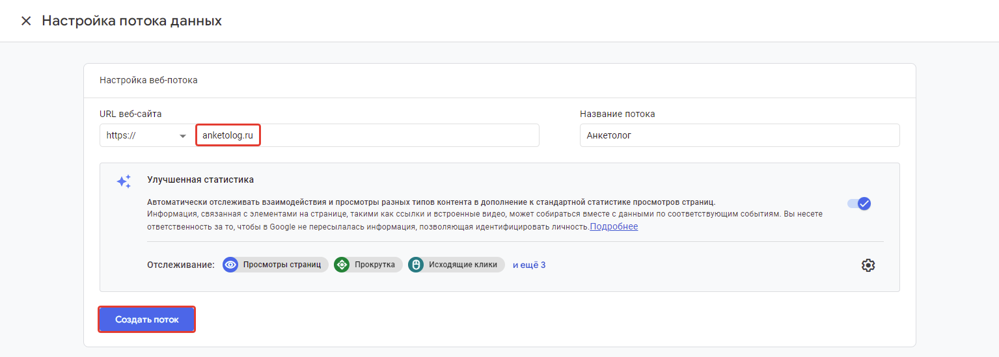 Настройка потока данных
Настройка веб-потока
URL веб-сайта
Название потока
https://
anketolog.ru
Анкетолог
Улучшенная статистика
Автоматически отслеживать взаимодействия и просмотры разных типов контента в дополнение к стандартной статистике просмотров страниц.
Информация, связанная с элементами на странице, такими как ссылки и встроенные видео, может собираться вместе с данными по соответствующим событиям. Вы несете
ответственность за то, чтобы в Google не пересылалась информация, позволяющая идентифицировать личность.Подробнее
Отслеживание: Просмотры страниц Прокрутка Исходящие клики и ещё 3
Создать поток